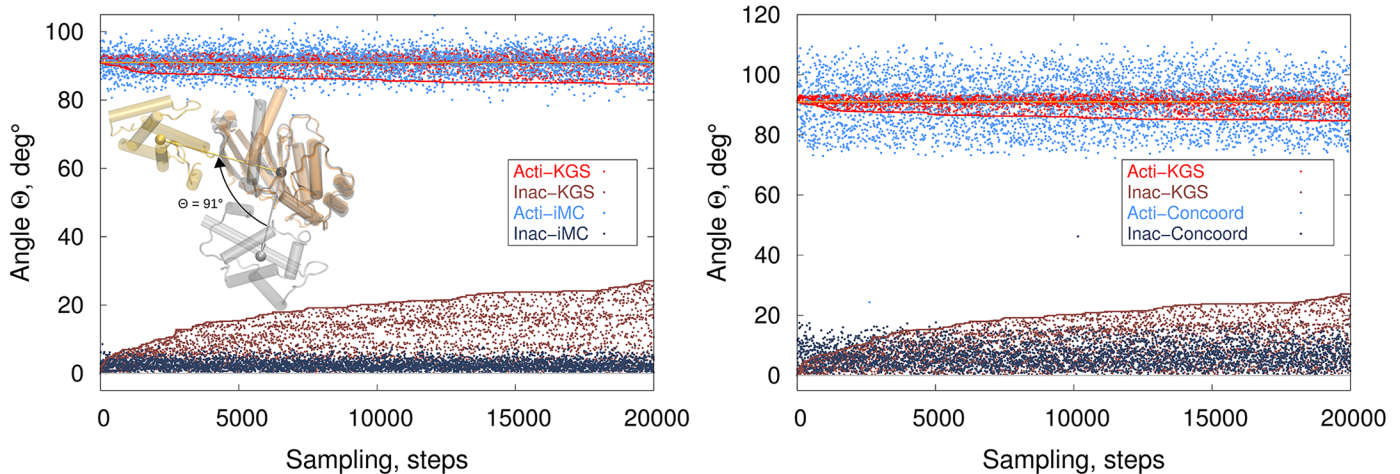 100
80
60
40
20
0
Angle Θ, deg°
Θ = 91°
Acti−KGS
Inac−KGS
Acti−iMC
Inac−iMC
0 5000 10000 15000 20000
Sampling, steps
120
100
80
60
40
20
0
Angle Θ, deg°
Acti−KGS
Inac−KGS
Acti−Concoord
Inac−Concoord
0 5000 10000 15000 20000
Sampling, steps